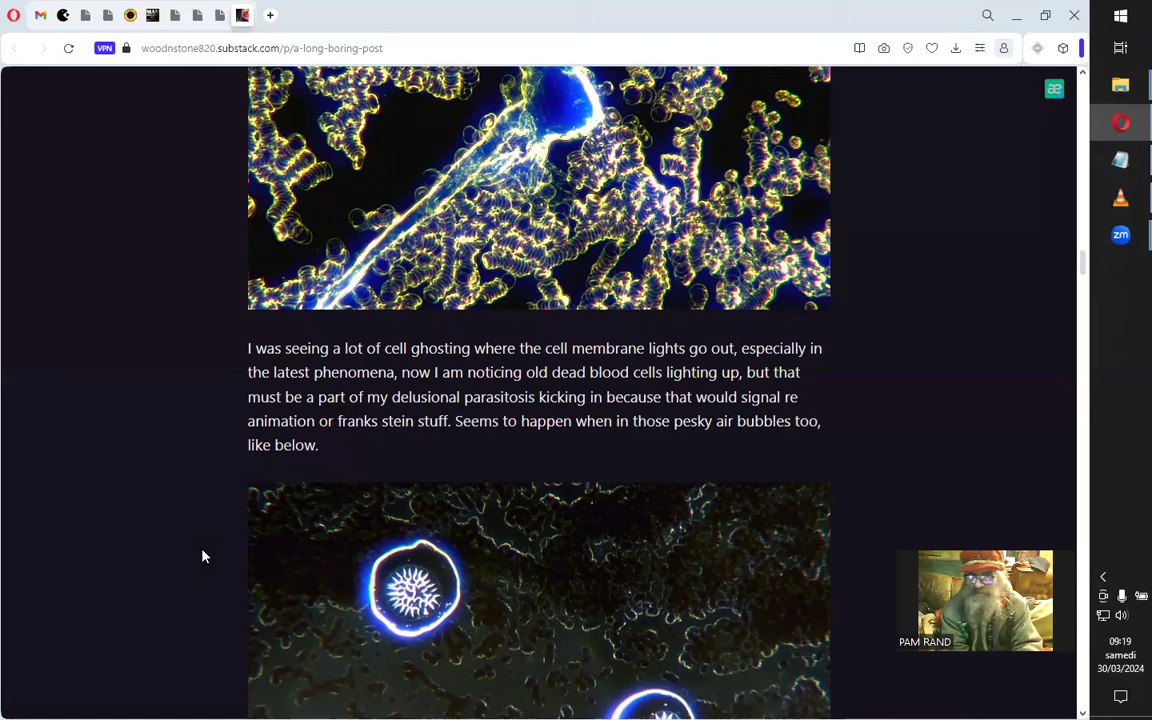 VPN
woodnstone820.substack.com/p/a-long-boring-post
æ
I was seeing a lot of cell ghosting where the cell membrane lights go out, especially in
the latest phenomena, now I am noticing old dead blood cells lighting up, but that
must be a part of my delusional parasitosis kicking in because that would signal re
animation or franks stein stuff. Seems to happen when in those pesky air bubbles too,
like below.
PAM RAND
zm
09:19
samedi
30/03/2024